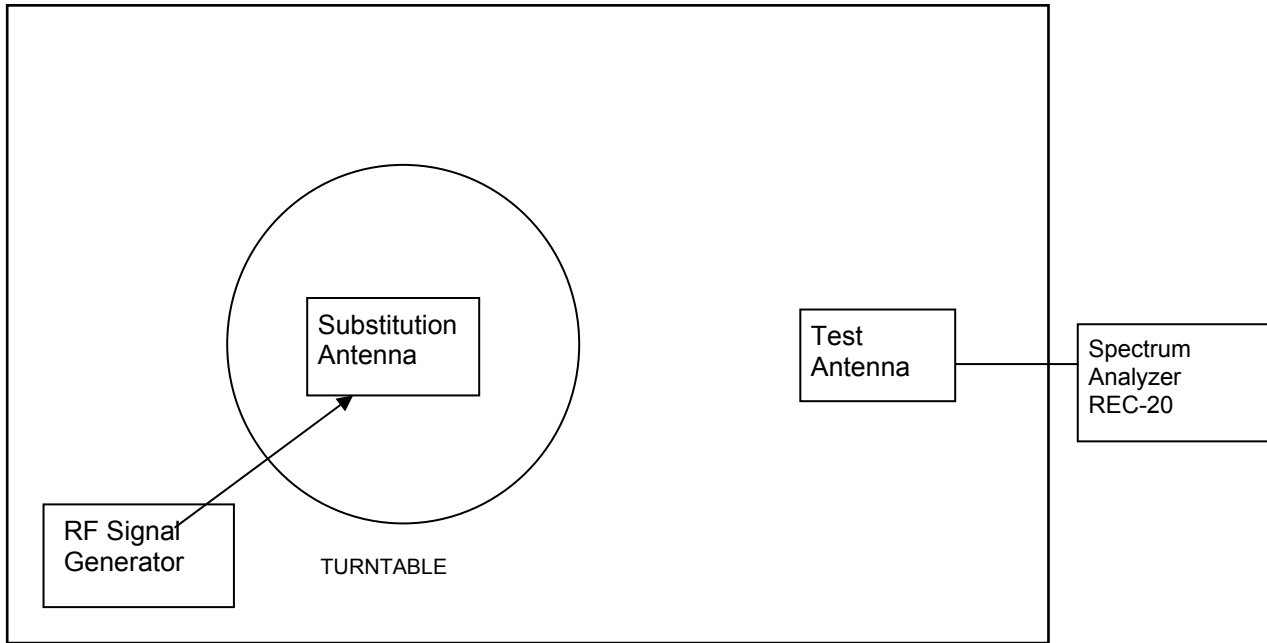 Substitution
Antenna
Test
Antenna
Spectrum
Analyzer
REC-20
RF Signal
Generator
TURNTABLE